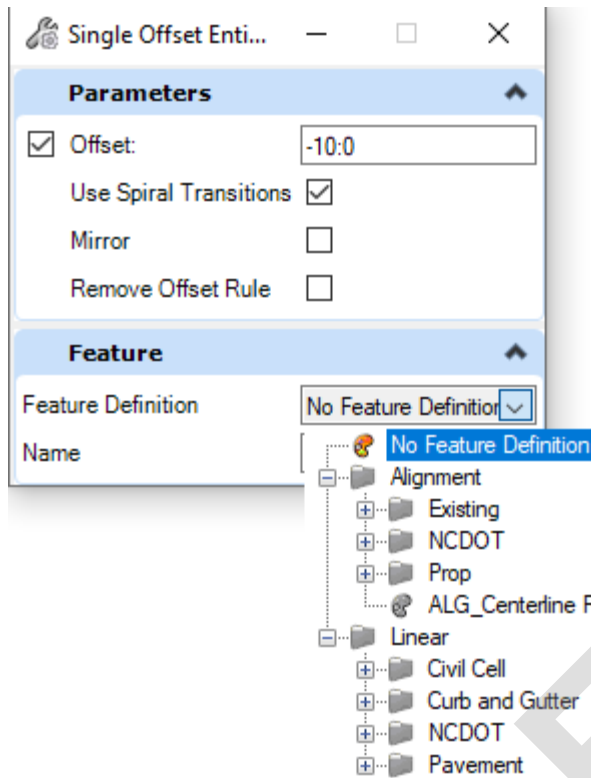 Single Offset Enti...
Parameters
Offset: -10:0
Use Spiral Transitions
Mirror
Remove Offset Rule
Feature
Feature Definition No Feature Definition
Name
No Feature Definition
Alignment
Existing
NCDOT
Prop
ALG_Centerline
Linear
Civil Cell
Curb and Gutter
NCDOT
Pavement